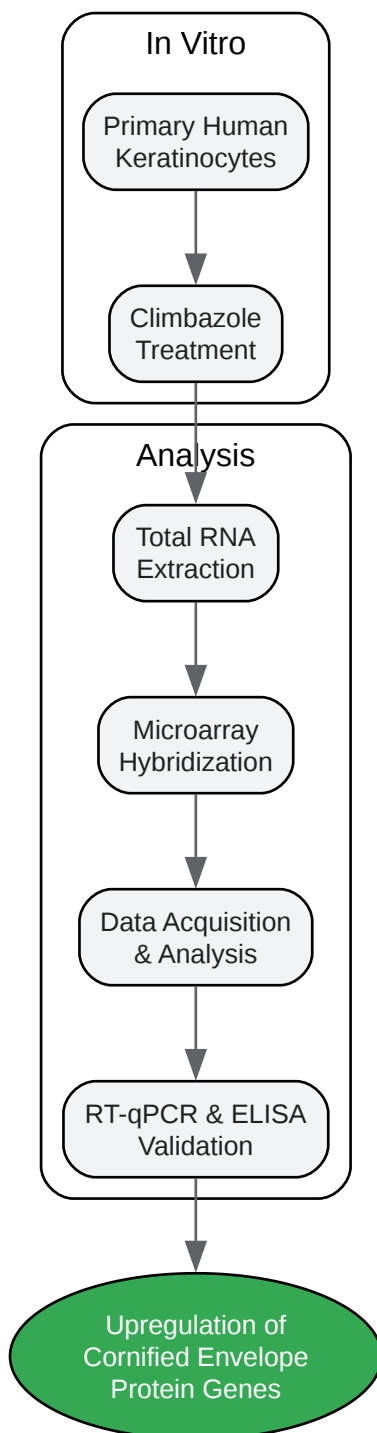 In Vitro
Primary Human
Keratinocytes
Climbazole
Treatment
Analysis
Total RNA
Extraction
Microarray
Hybridization
Data Acquisition
& Analysis
RT-qPCR & ELISA
Validation
Upregulation of
Cornified Envelope
Protein Genes